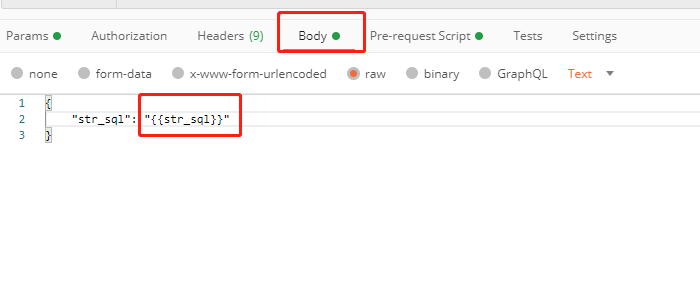 Params Authorization Headers (9) Body Pre-request Script Tests Settings
none form-data x-www-form-urlencoded raw binary GraphQL Text
1 {
2 "str_sql": "{{str_sql}}"
3 }